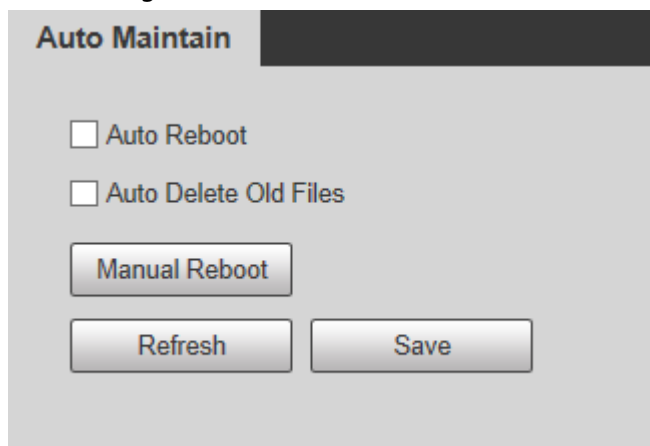 Auto Maintain
Auto Reboot
Auto Delete Old Files
Manual Reboot
Refresh Save